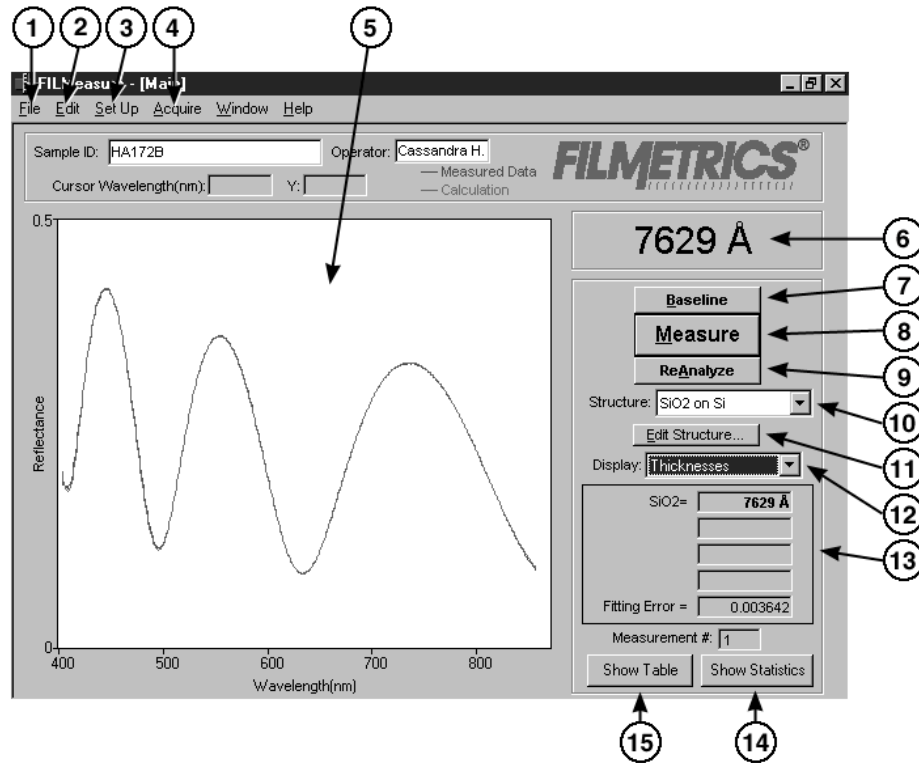 1 2 3 4 5
FILMeasure - [Main]
File Edit Set Up Acquire Window Help
Sample ID: HA172B Operator: Cassandra H.
Cursor Wavelength(nm): Y:
Measured Data
Calculation
FILMETRICS®
7629 Å
6
Baseline
7
Measure
8
ReAnalyze
9
Structure: SiO2 on Si
10
Edit Structure...
11
Display: Thicknesses
12
SiO2= 7629 Å
13
Fitting Error = 0.003642
Measurement #: 1
Show Table Show Statistics
15 14
0.5
Reflectance
0
400 500 600 700 800
Wavelength(nm)